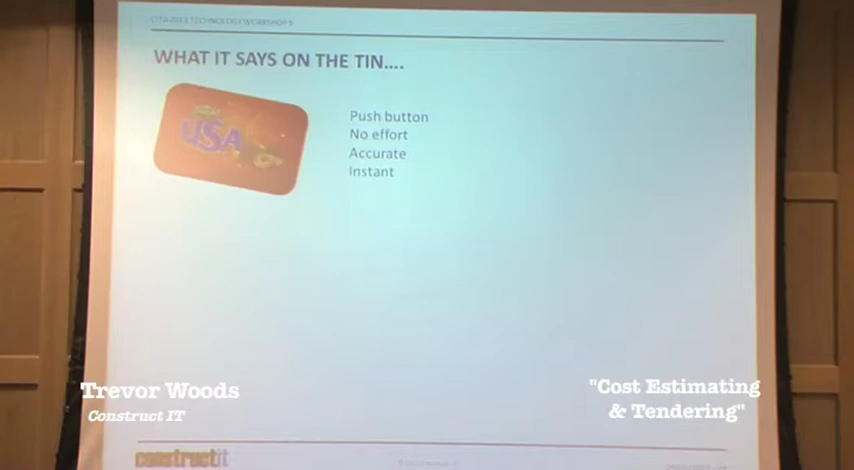 CITA 2013 TECHNOLOGY WORKSHOP 5
WHAT IT SAYS ON THE TIN....
USA
Push button
No effort
Accurate
Instant
Trevor Woods
Construct IT
"Cost Estimating
& Tendering"
constructit